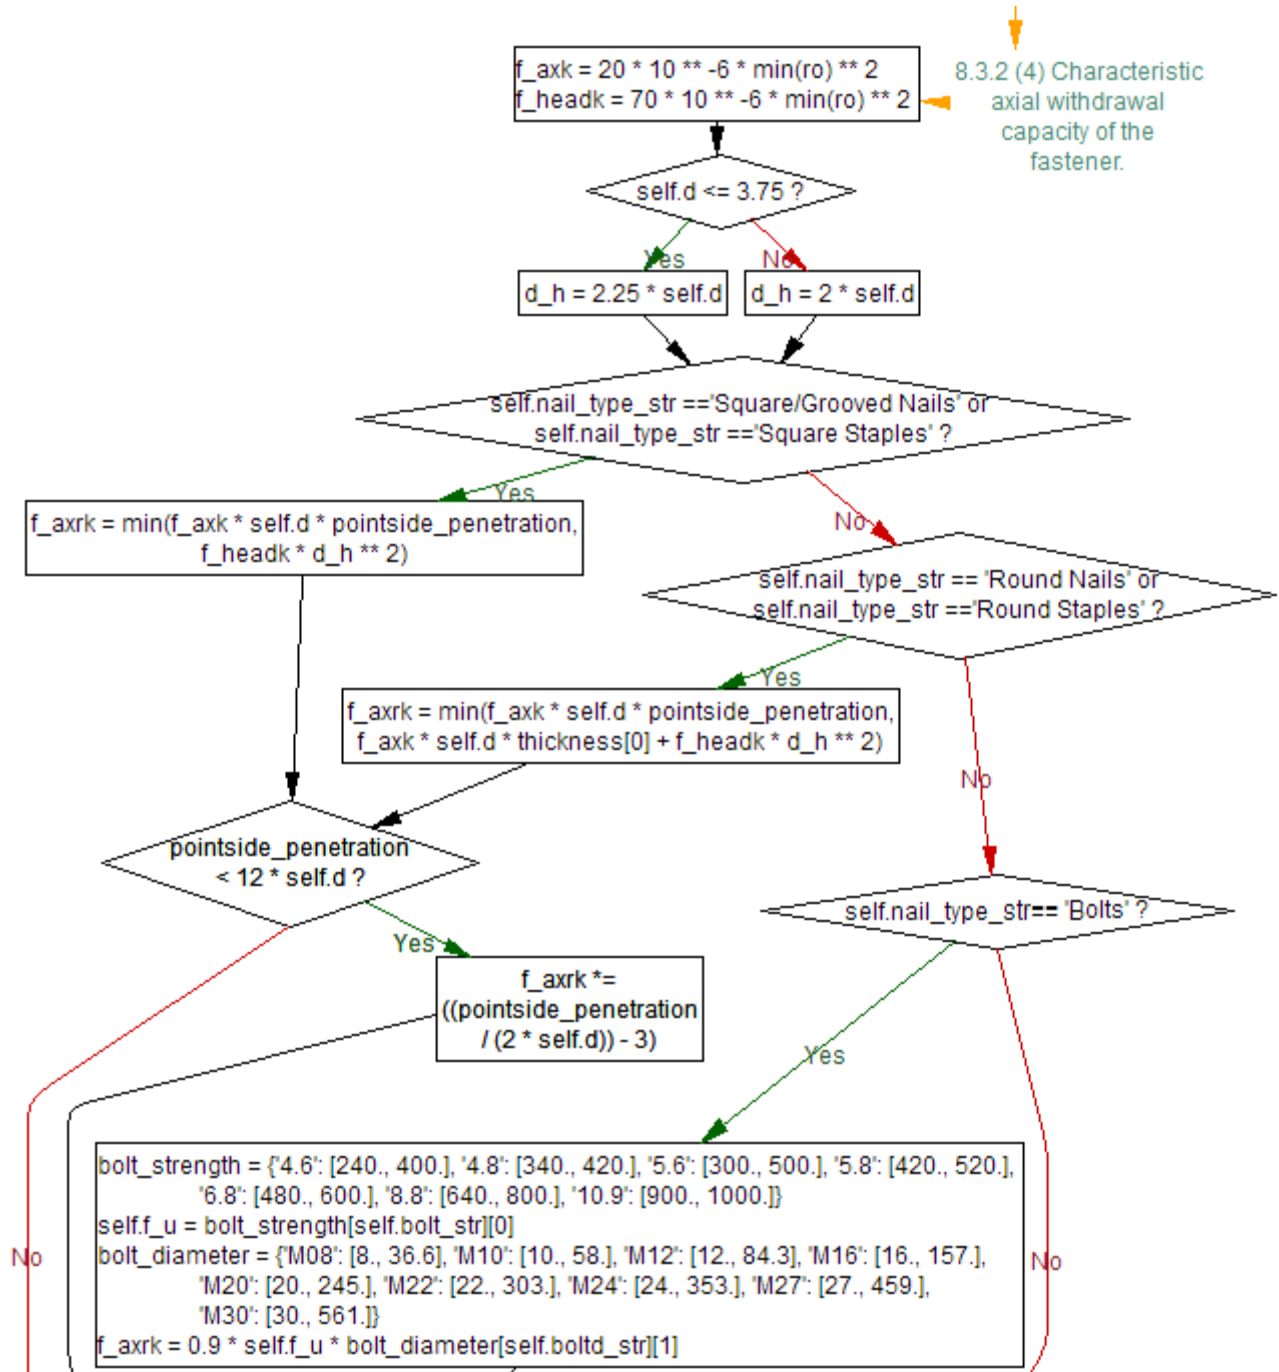 f_axk = 20 * 10 ** -6 * min(ro) ** 2
f_headk = 70 * 10 ** -6 * min(ro) ** 2
8.3.2 (4) Characteristic
axial withdrawal
capacity of the
fastener.
self.d <= 3.75 ?
Yes
No
d_h = 2.25 * self.d
d_h = 2 * self.d
self.nail_type_str =='Square/Grooved Nails' or
self.nail_type_str =='Square Staples' ?
Yes
No
f_axrk = min(f_axk * self.d * pointside_penetration,
f_headk * d_h ** 2)
self.nail_type_str == 'Round Nails' or
self.nail_type_str =='Round Staples' ?
Yes
No
f_axrk = min(f_axk * self.d * pointside_penetration,
f_axk * self.d * thickness[0] + f_headk * d_h ** 2)
pointside_penetration
< 12 * self.d ?
self.nail_type_str== 'Bolts' ?
Yes
f_axrk *=
((pointside_penetration
/ (2 * self.d)) - 3)
Yes
No
No
bolt_strength = {'4.6': [240., 400.], '4.8': [340., 420.], '5.6': [300., 500.], '5.8': [420., 520.],
'6.8': [480., 600.], '8.8': [640., 800.], '10.9': [900., 1000.]}
self.f_u = bolt_strength[self.bolt_str][0]
bolt_diameter = {'M08': [8., 36.6], 'M10': [10., 58.], 'M12': [12., 84.3], 'M16': [16., 157.],
'M20': [20., 245.], 'M22': [22., 303.], 'M24': [24., 353.], 'M27': [27., 459.],
'M30': [30., 561.]}
f_axrk = 0.9 * self.f_u * bolt_diameter[self.boltd_str][1]